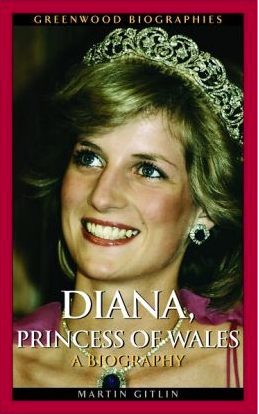 GREENWOOD BIOGRAPHIES
DIANA,
PRINCESS OF WALES
A BIOGRAPHY
MARTIN GITLIN